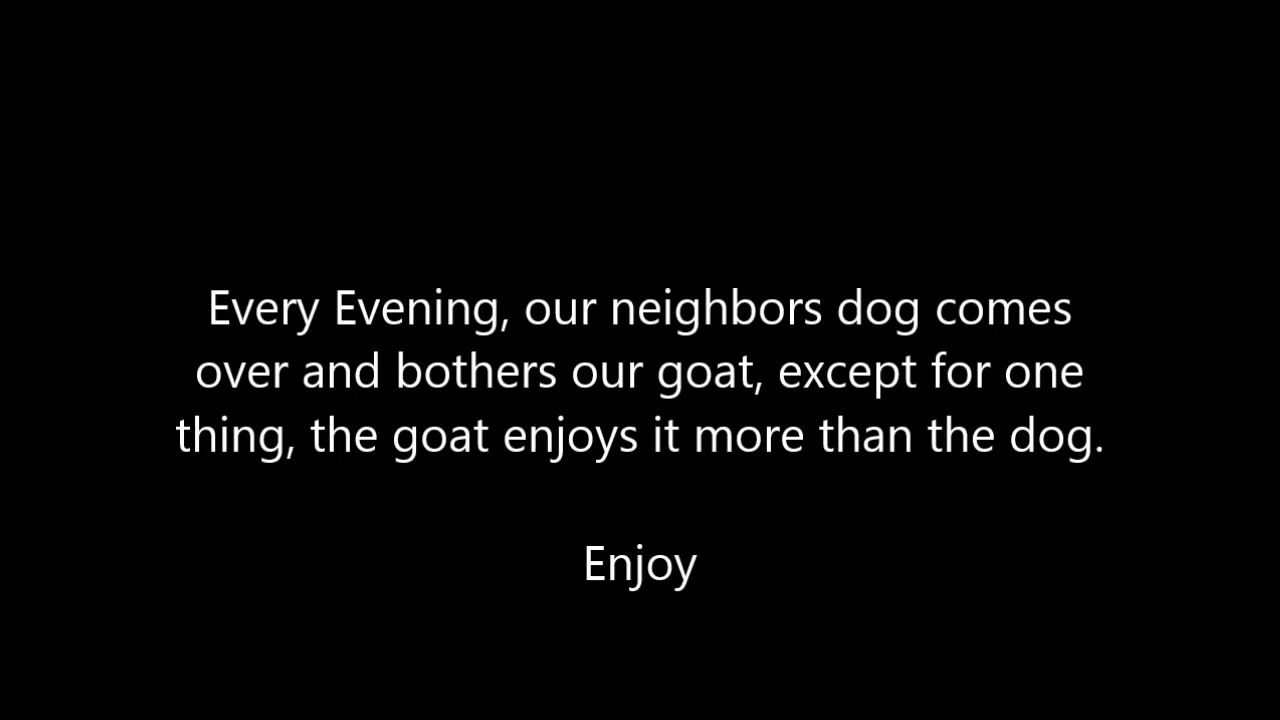 Every Evening, our neighbors dog comes
over and bothers our goat, except for one
thing, the goat enjoys it more than the dog.
Enjoy